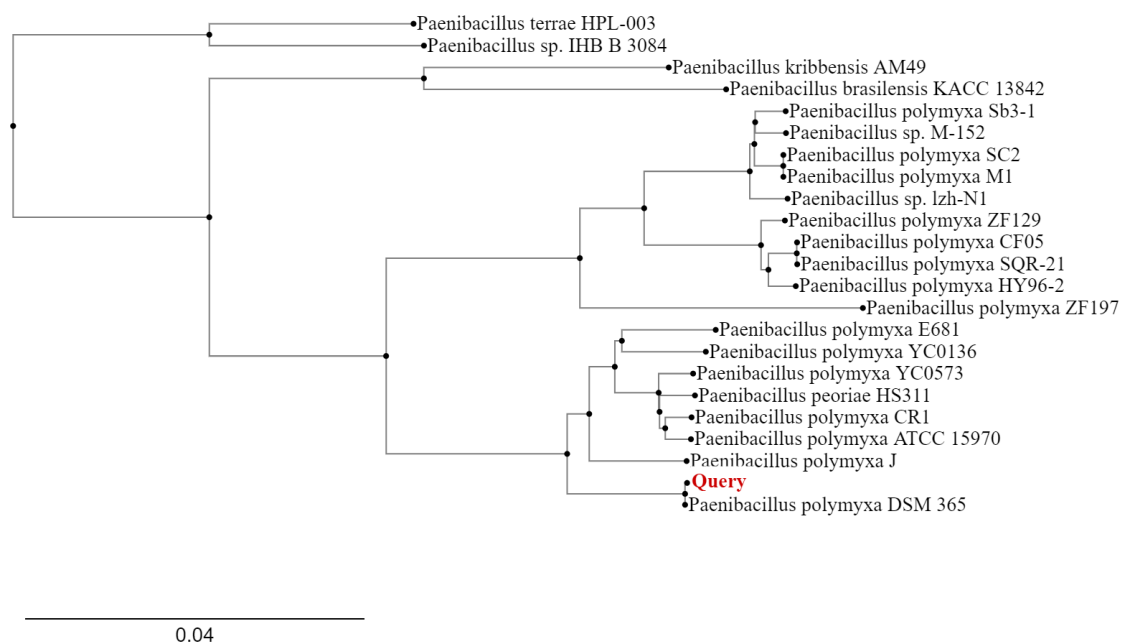 Paenibacillus terrae HPL-003
Paenibacillus sp. IHB B 3084
Paenibacillus kribbensis AM49
Paenibacillus brasilensis KACC 13842
Paenibacillus polymyxa Sb3-1
Paenibacillus sp. M-152
Paenibacillus polymyxa SC2
Paenibacillus polymyxa M1
Paenibacillus sp. lzh-N1
Paenibacillus polymyxa ZF129
Paenibacillus polymyxa CF05
Paenibacillus polymyxa SQR-21
Paenibacillus polymyxa HY96-2
Paenibacillus polymyxa ZF197
Paenibacillus polymyxa E681
Paenibacillus polymyxa YC0136
Paenibacillus polymyxa YC0573
Paenibacillus peoriae HS311
Paenibacillus polymyxa CR1
Paenibacillus polymyxa ATCC 15970
Paenibacillus polymyxa J
Query
Paenibacillus polymyxa DSM 365
0.04